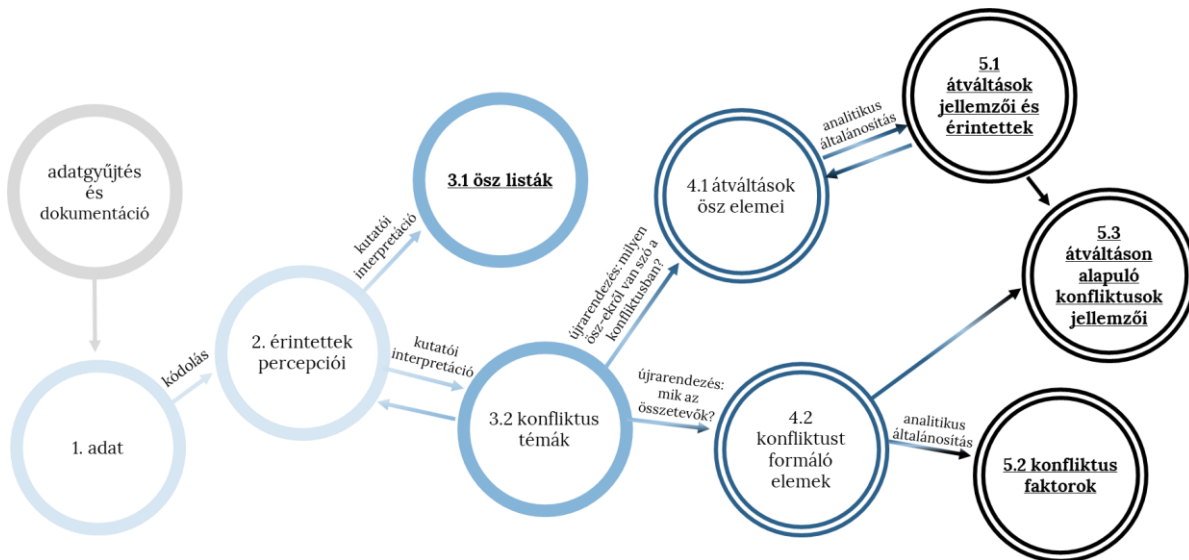 adatgyűjtés
és
dokumentáció
1. adat
kódolás
2. érintettek
percepciói
kutatói
interpretáció
3.1 ösz listák
kutatói
interpretáció
3.2 konfliktus
témák
újrarendezés: milyen
ösz-ekről van szó a
konfliktusban?
4.1 átváltások
ösz elemei
újrarendezés:
mik az
összetevők?
4.2
konfliktust
formáló
elemek
analitikus
általánosítás
5.1
átváltások
jellemzői és
érintettek
5.3
átváltáson
alapuló
konfliktusok
jellemzői
analitikus
általánosítás
5.2 konfliktus
faktorok